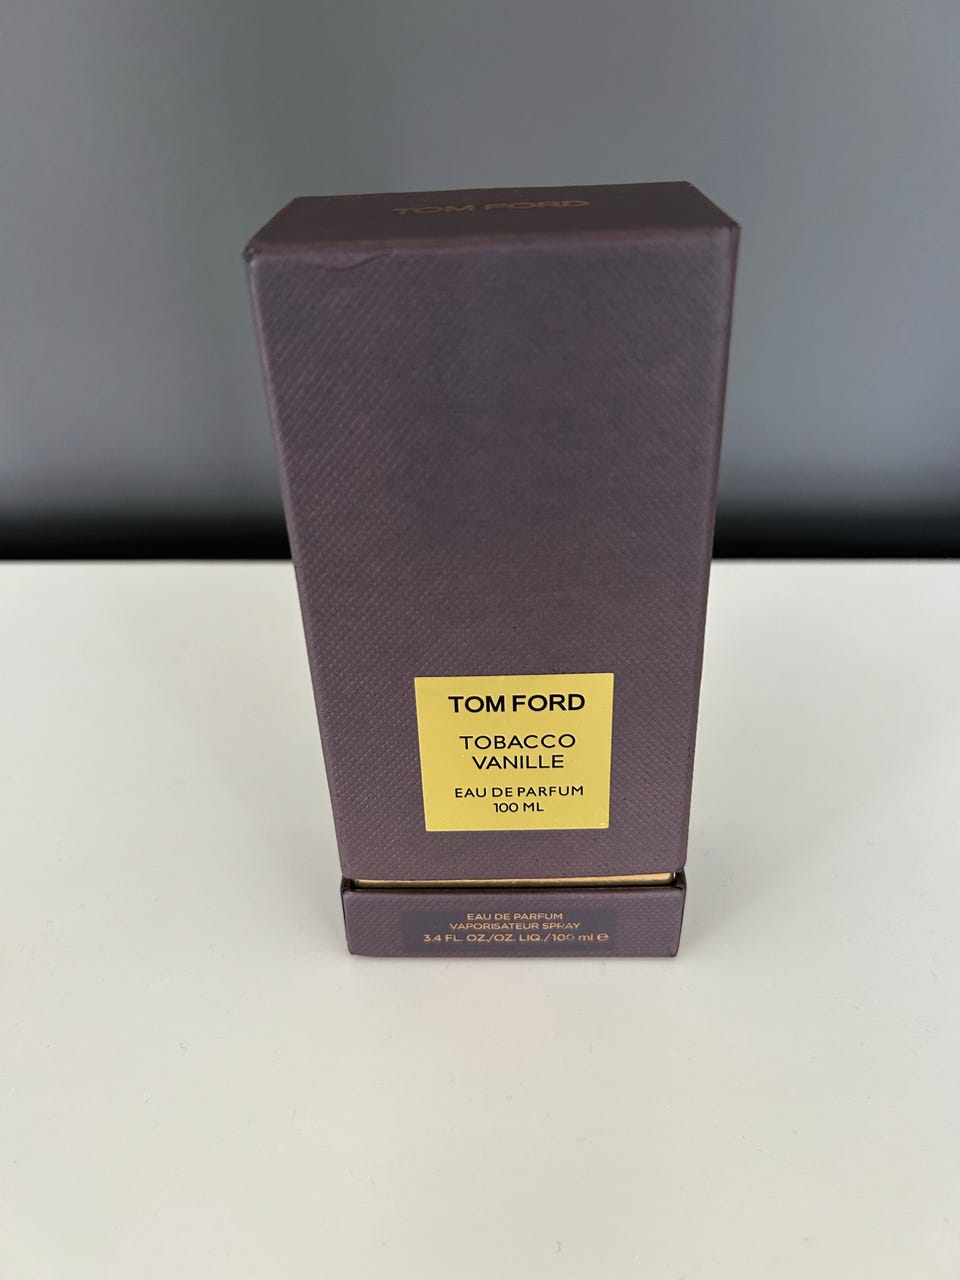 TOM FORD
TOM FORD
TOBACCO
VANILLE
EAU DE PARFUM
100 ML
EAU DE PARFUM
VAPORISATEUR SPRAY
3.4 FL. OZ./OZ. LIQ./100 ml ℮